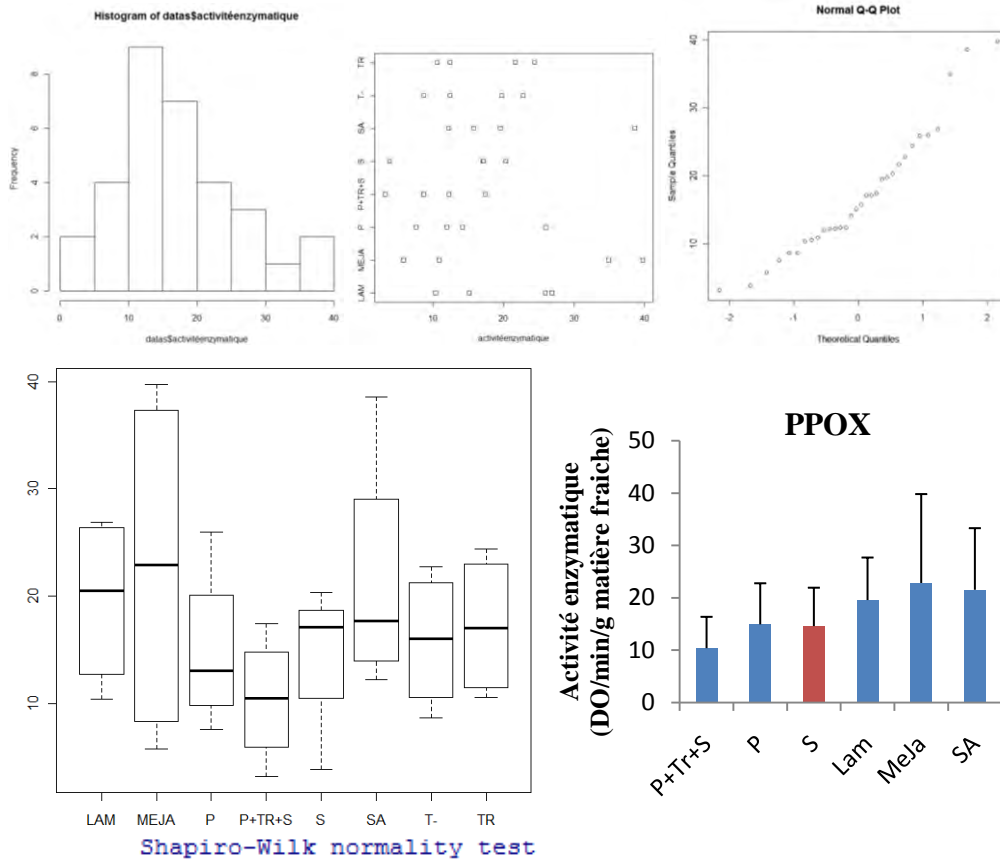 Histogram of datas$activitéenzymatique
Frequency
0 2 4 6 8
0 10 20 30 40
datas$activitéenzymatique
TR
T-
SA
S
P+TR+S
P
MEJA
LAM
10 20 30 40
activitéenzymatique
Normal Q-Q Plot
Sample Quantiles
10 20 30 40
-2 -1 0 1 2
Theoretical Quantiles
40
30
20
10
LAM MEJA P P+TR+S S SA T- TR
PPOX
Activité enzymatique
(DO/min/g matière fraiche)
50
40
30
20
10
0
P+Tr+S P S Lam MeJa SA
Shapiro-Wilk normality test